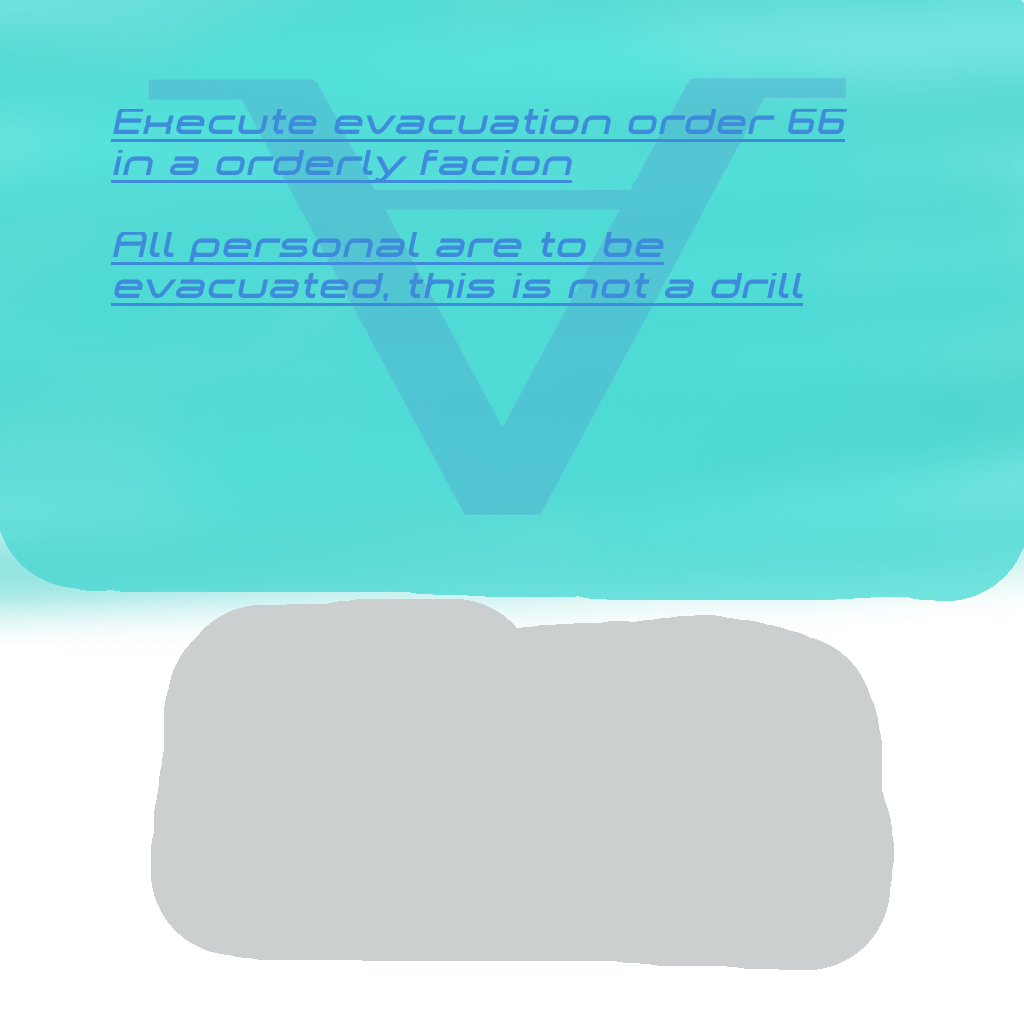 Execute evacuation order 66
in a orderly facion
All personal are to be
evacuated, this is not a drill